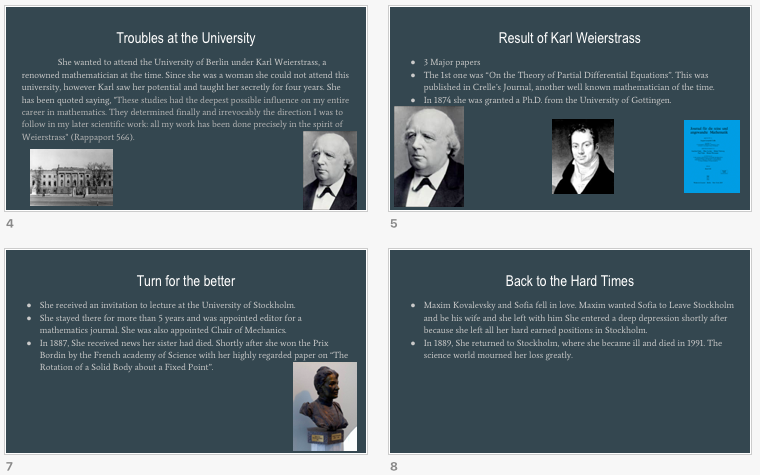 Troubles at the University
She wanted to attend the University of Berlin under Karl Weierstrass, a
renowned mathematician at the time. Since she was a woman she could not attend this
university, however Karl saw her potential and taught her secretly for four years. She
has been quoted saying, "These studies had the deepest possible influence on my entire
career in mathematics. They determined finally and irrevocably the direction I was to
follow in my later scientific work: all my work has been done precisely in the spirit of
Weierstrass" (Rappaport 566).
4
Result of Karl Weierstrass
● 3 Major papers
● The 1st one was "On the Theory of Partial Differential Equations". This was
published in Crelle's Journal, another well known mathematician of the time.
● In 1874 she was granted a Ph.D. from the University of Gottingen.
5
Turn for the better
● She received an invitation to lecture at the University of Stockholm.
● She stayed there for more than 5 years and was appointed editor for a
mathematics journal. She was also appointed Chair of Mechanics.
● In 1887, She received news her sister had died. Shortly after she won the Prix
Bordin by the French academy of Science with her highly regarded paper on "The
Rotation of a Solid Body about a Fixed Point".
7
Back to the Hard Times
● Maxim Kovalevsky and Sofia fell in love. Maxim wanted Sofia to Leave Stockholm
and be his wife and she left with him She entered a deep depression shortly after
because she left all her hard earned positions in Stockholm.
● In 1889, She returned to Stockholm, where she became ill and died in 1991. The
science world mourned her loss greatly.
8